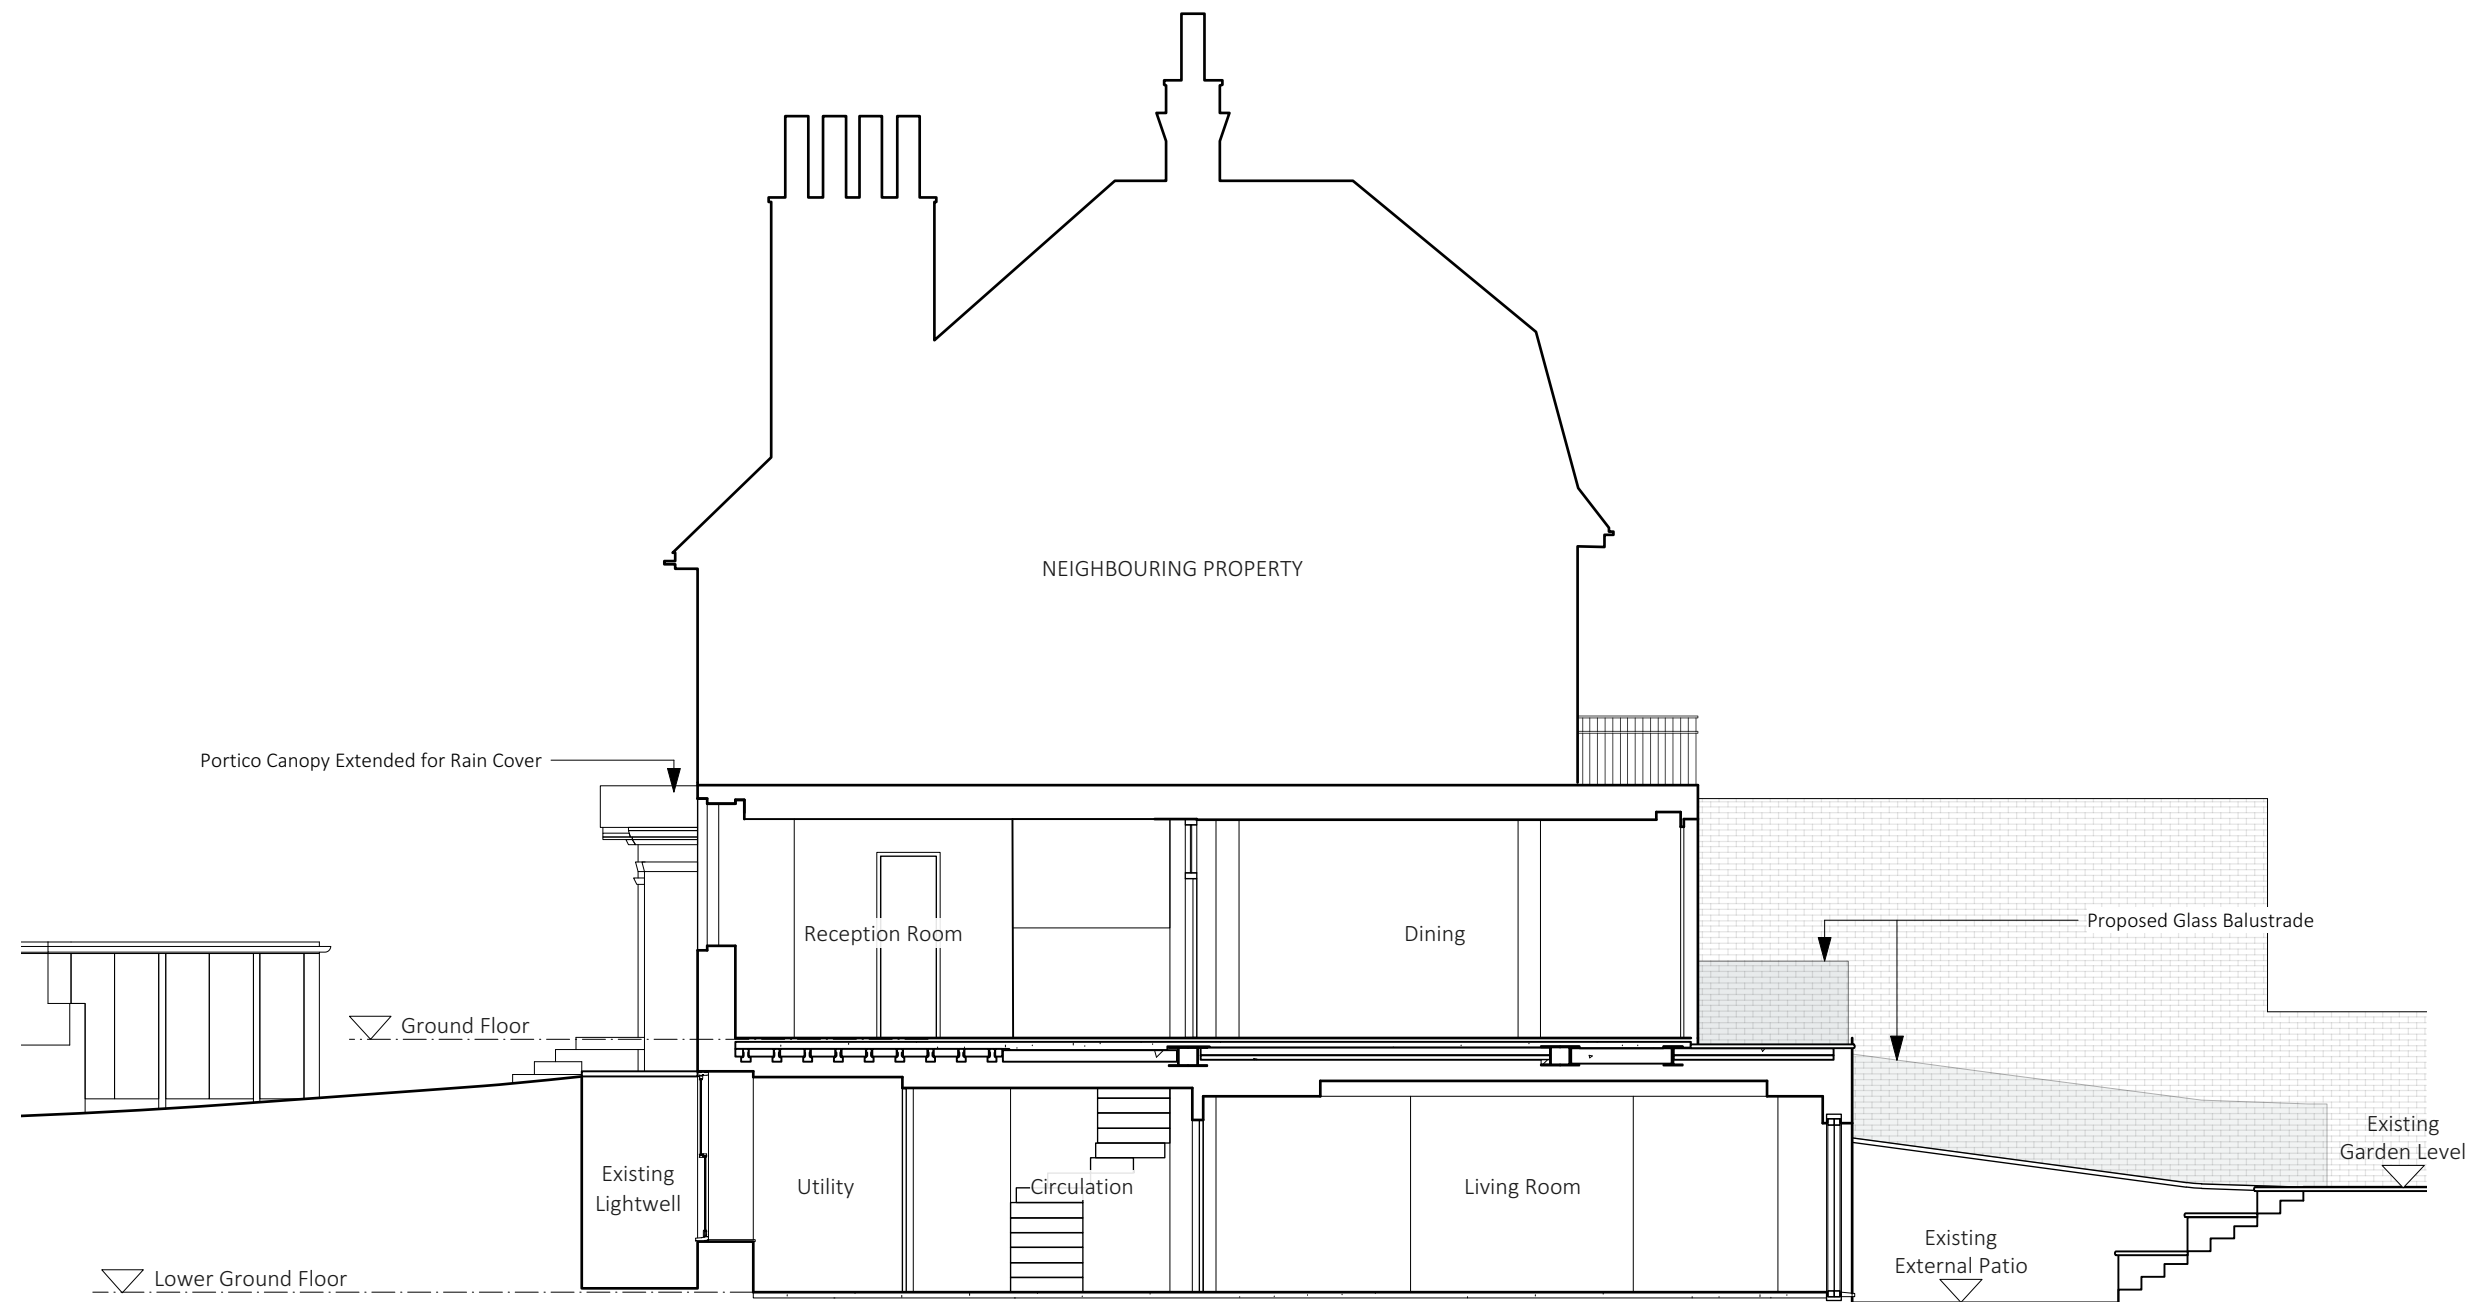 NEIGHBOURING PROPERTY
Portico Canopy Extended for Rain Cover
Reception Room
Dining
Proposed Glass Balustrade
Ground Floor
Existing
Garden Level
Existing
Lightwell
Utility
Circulation
Living Room
Existing
External Patio
Lower Ground Floor